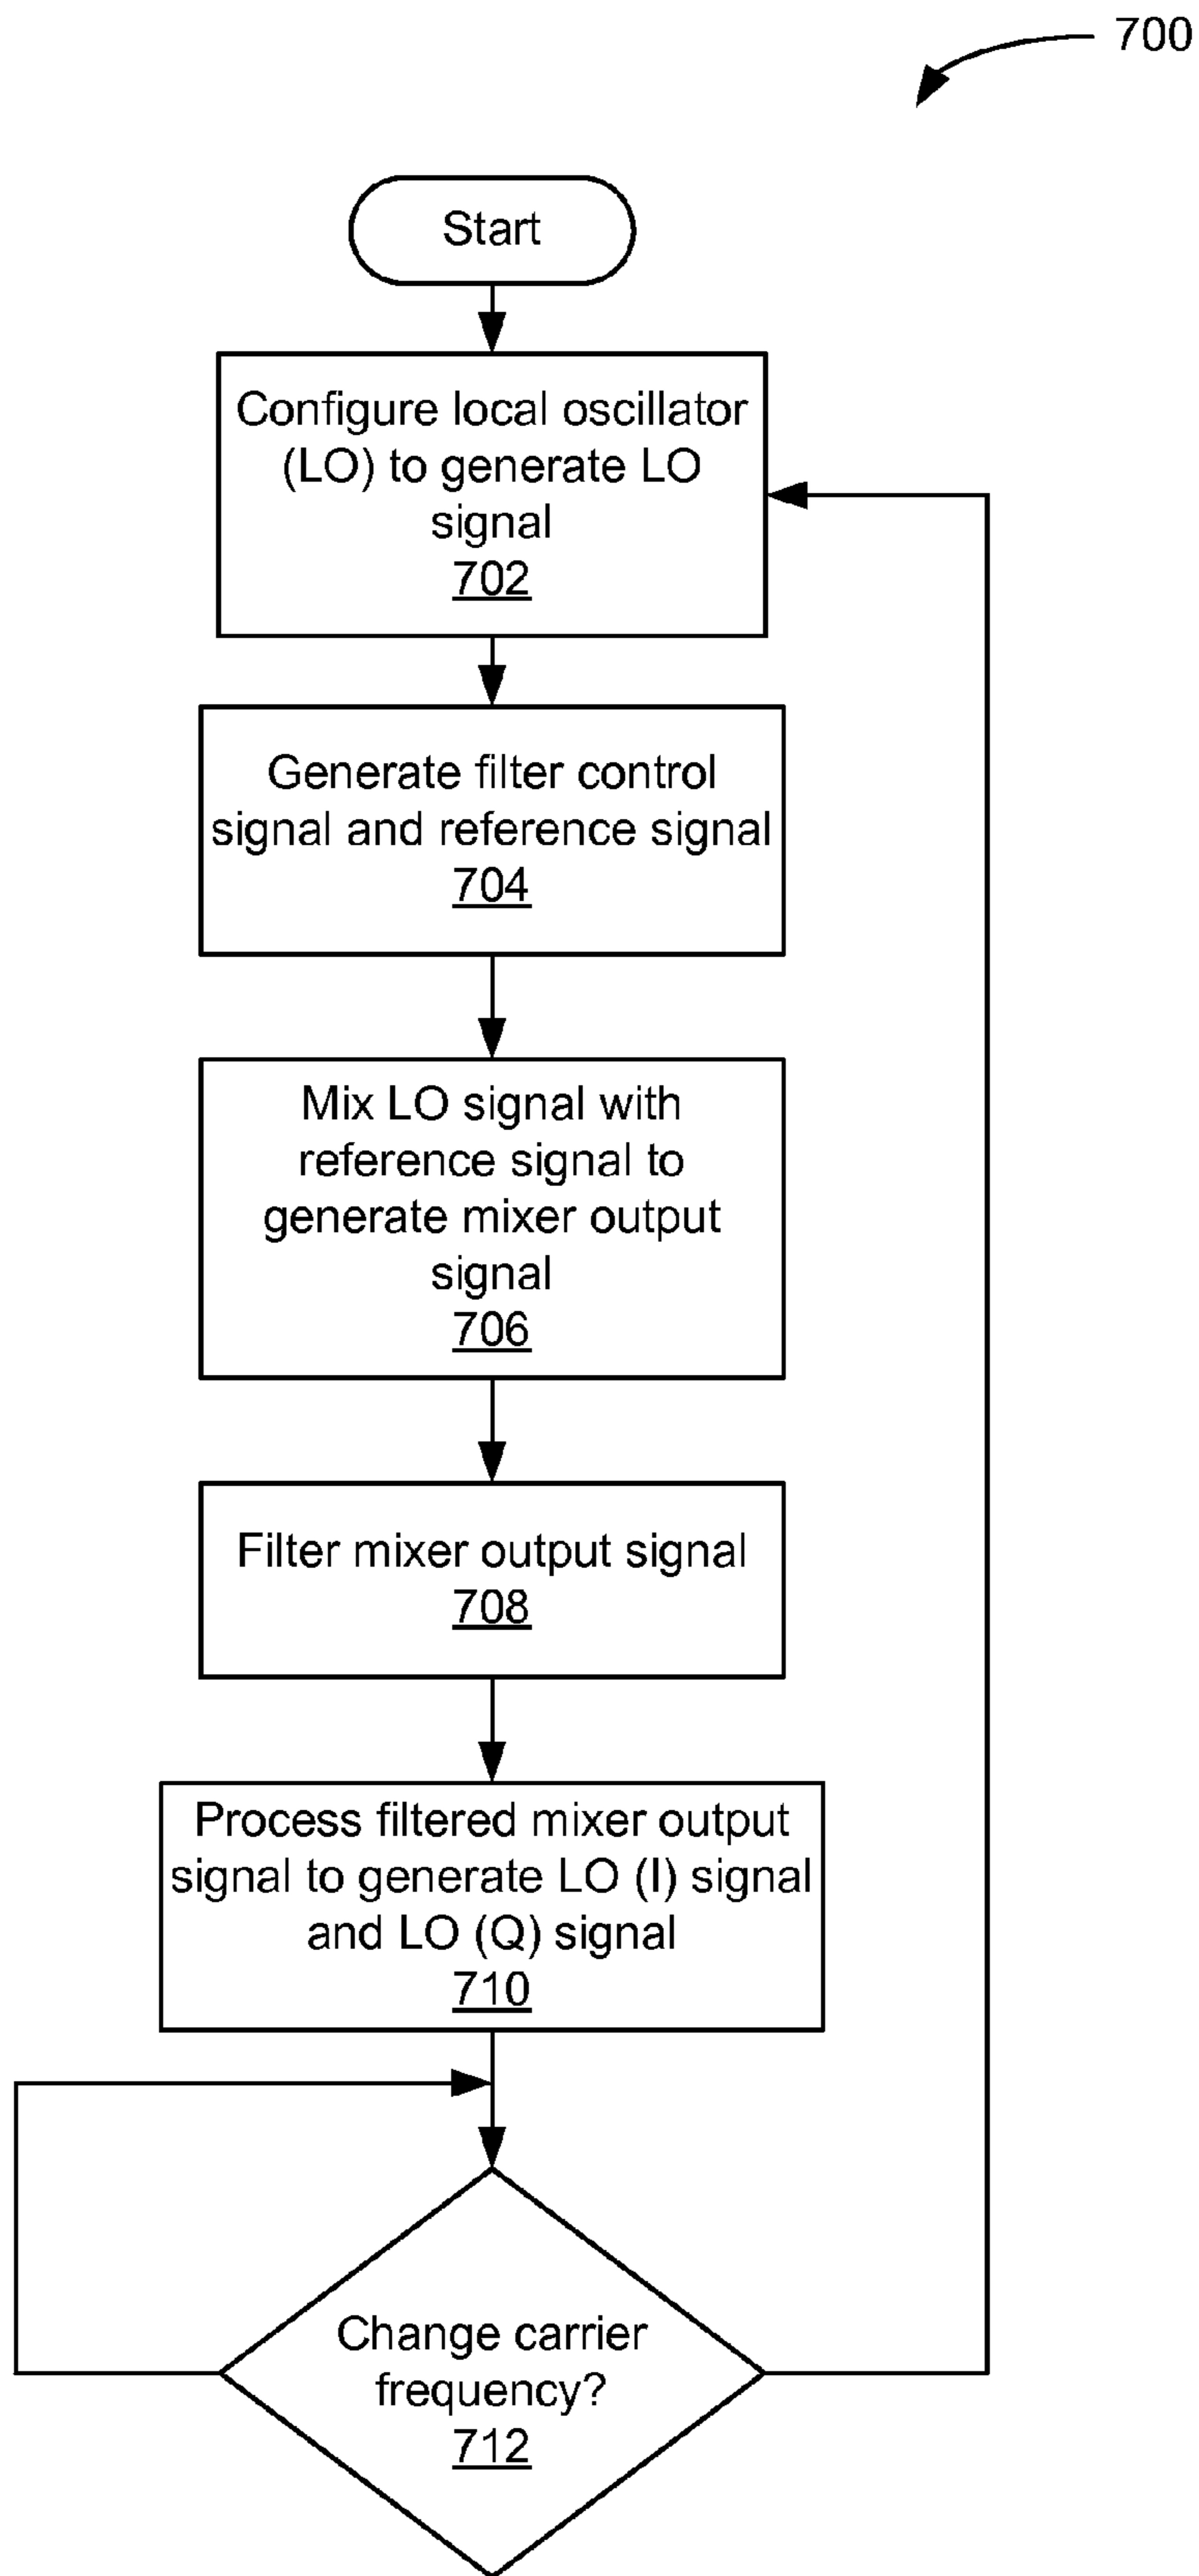 700
Start
Configure local oscillator
(LO) to generate LO
signal
702
Generate filter control
signal and reference signal
704
Mix LO signal with
reference signal to
generate mixer output
signal
706
Filter mixer output signal
708
Process filtered mixer output
signal to generate LO (I) signal
and LO (Q) signal
710
Change carrier
frequency?
712